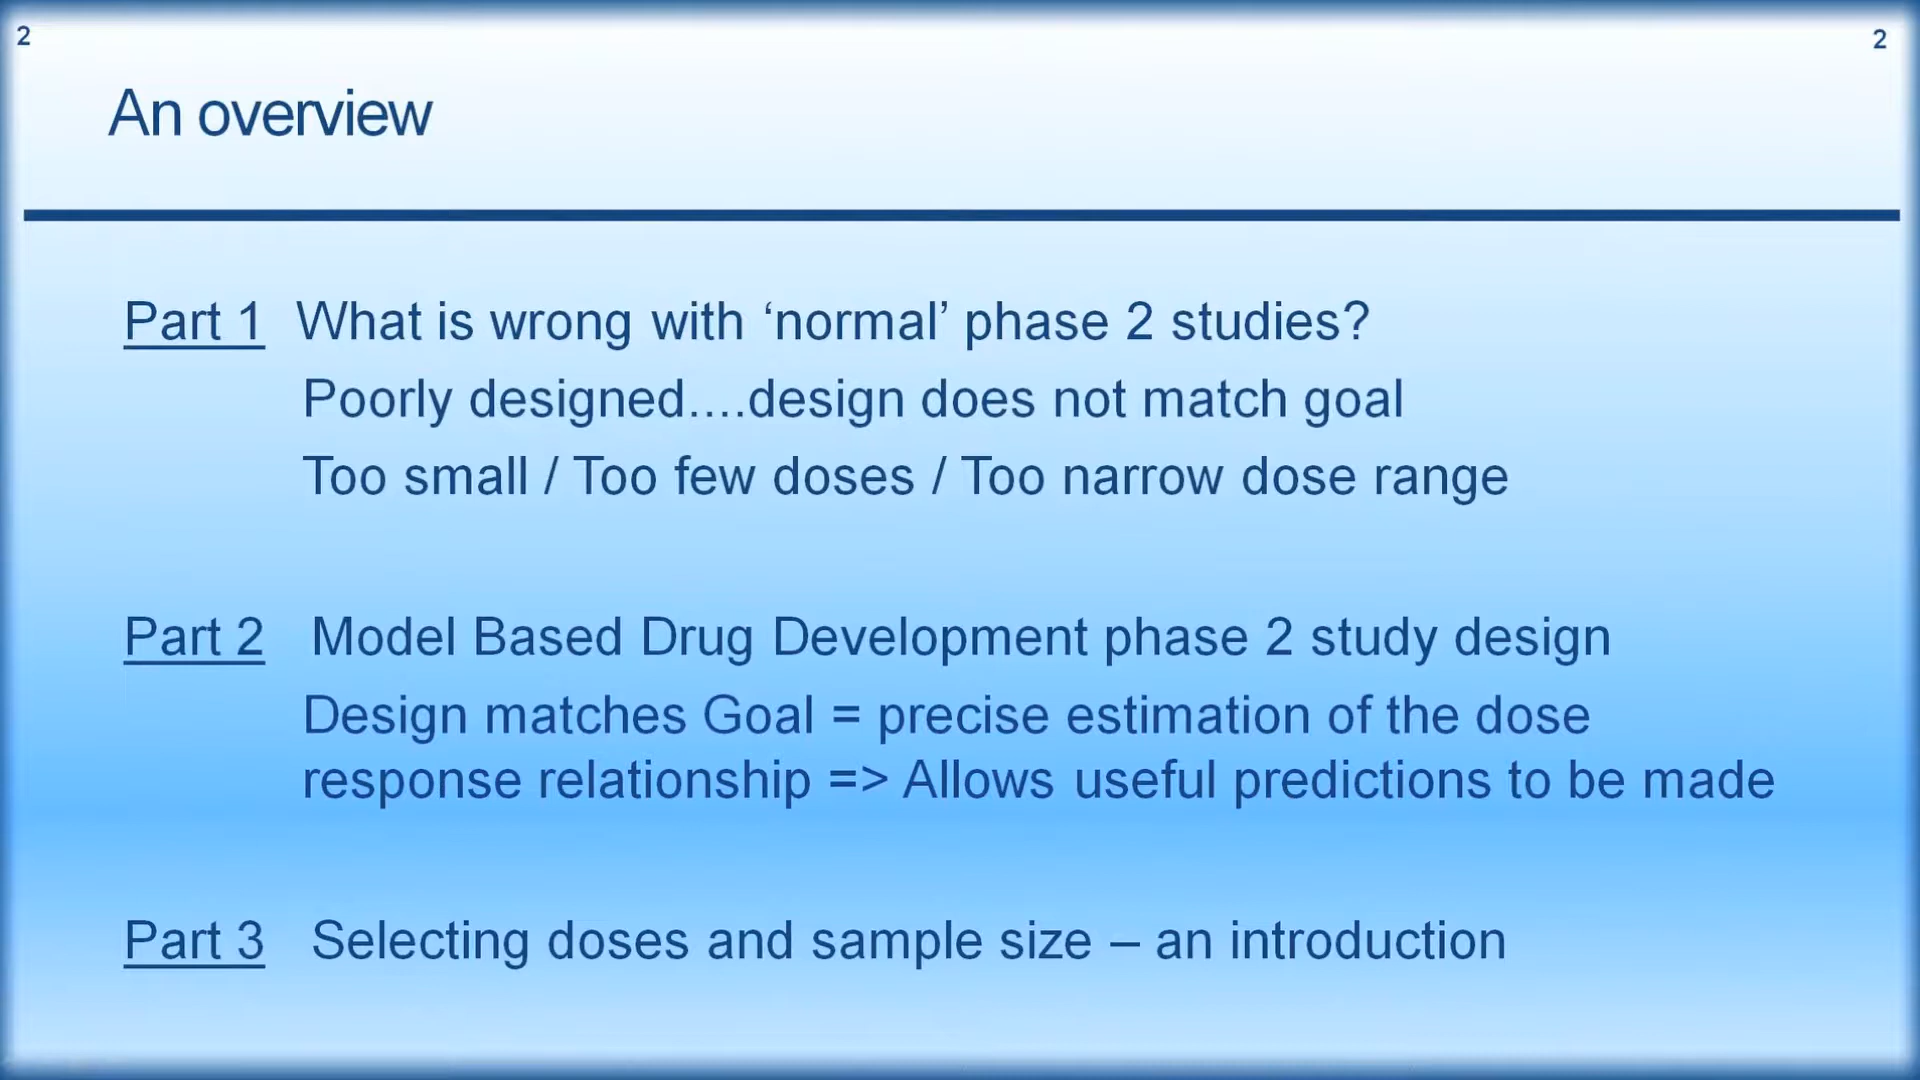 2
2
An overview
Part 1 What is wrong with ‘normal’ phase 2 studies?
Poorly designed....design does not match goal
Too small / Too few doses / Too narrow dose range
Part 2 Model Based Drug Development phase 2 study design
Design matches Goal = precise estimation of the dose
response relationship => Allows useful predictions to be made
Part 3 Selecting doses and sample size – an introduction